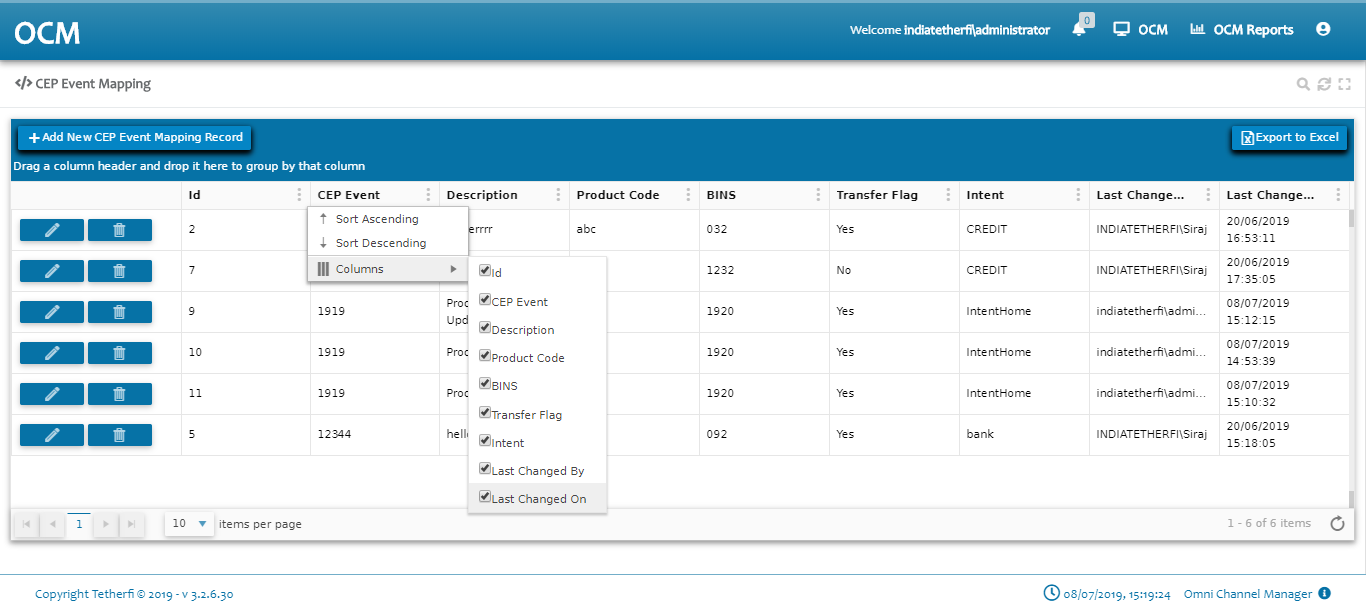 OCM
Welcome indiatetherfi\administrator
0
OCM
OCM Reports
</> CEP Event Mapping
Add New CEP Event Mapping Record
Export to Excel
Drag a column header and drop it here to group by that column
Id CEP Event Description Product Code BINS Transfer Flag Intent Last Change... Last Change...
2 errrr abc 032 Yes CREDIT INDIATETHERFI\Siraj 20/06/2019
16:53:11
7 1232 No CREDIT INDIATETHERFI\Siraj 20/06/2019
17:35:05
9 1919 Proc 1920 Yes IntentHome indiatetherfi\admi... 08/07/2019
Upd 15:12:15
10 1919 Proc 1920 Yes IntentHome indiatetherfi\admi... 08/07/2019
14:53:39
11 1919 Proc 1920 Yes IntentHome indiatetherfi\admi... 08/07/2019
15:10:32
5 12344 hello 092 Yes bank INDIATETHERFI\Siraj 20/06/2019
15:18:05
Sort Ascending
Sort Descending
Columns
Id
CEP Event
Description
Product Code
BINS
Transfer Flag
Intent
Last Changed By
Last Changed On
1 10 items per page 1 - 6 of 6 items
Copyright Tetherfi © 2019 - v 3.2.6.30 08/07/2019, 15:19:24 Omni Channel Manager